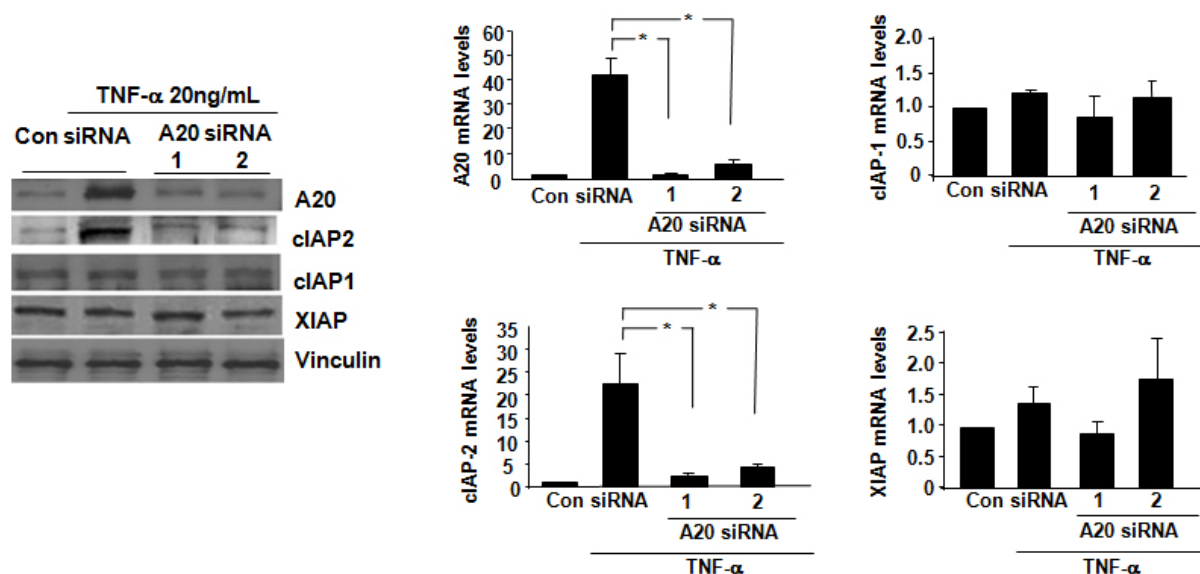 TNF-α 20ng/mL
Con siRNA
A20 siRNA
1 2
A20
cIAP2
cIAP1
XIAP
Vinculin
A20 mRNA levels
60
50
40
30
20
10
0
*
*
Con siRNA 1 2
A20 siRNA
TNF-α
cIAP-1 mRNA levels
2.0
1.5
1.0
0.5
0
Con siRNA 1 2
A20 siRNA
TNF-α
cIAP-2 mRNA levels
35
30
25
20
15
10
5
0
*
*
Con siRNA 1 2
A20 siRNA
TNF-α
XIAP mRNA levels
2.5
2.0
1.5
1.0
0.5
0
Con siRNA 1 2
A20 siRNA
TNF-α